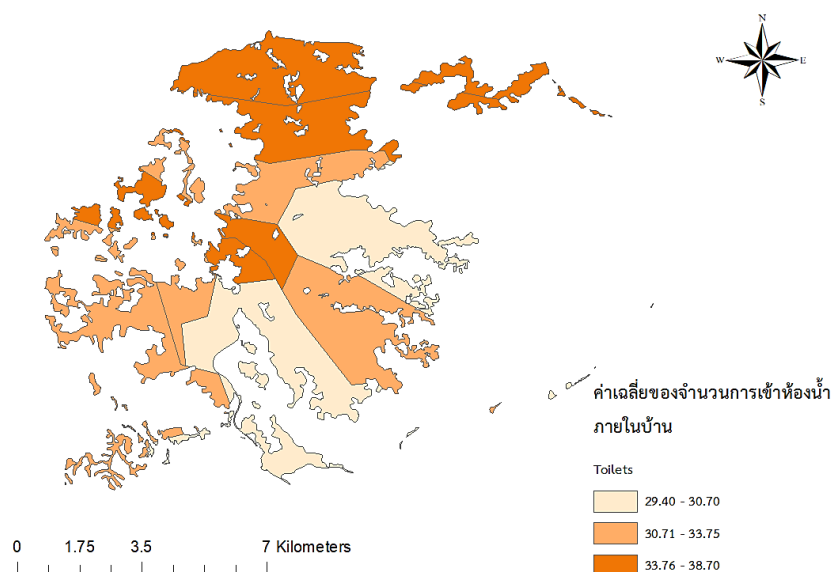 N
W E
S
ค่าเฉลี่ยของจำนวนการเข้าห้องน้ำ
ภายในบ้าน
Toilets
29.40 - 30.70
30.71 - 33.75
33.76 - 38.70
0 1.75 3.5 7 Kilometers